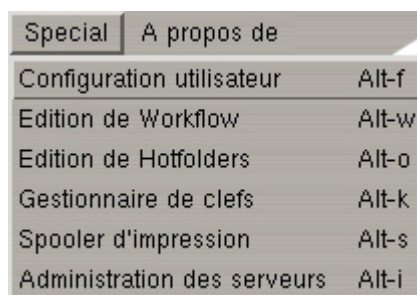 Special A propos de
Configuration utilisateur Alt-f
Edition de Workflow Alt-w
Edition de Hotfolders Alt-o
Gestionnaire de clefs Alt-k
Spooler d'impression Alt-s
Administration des serveurs Alt-i